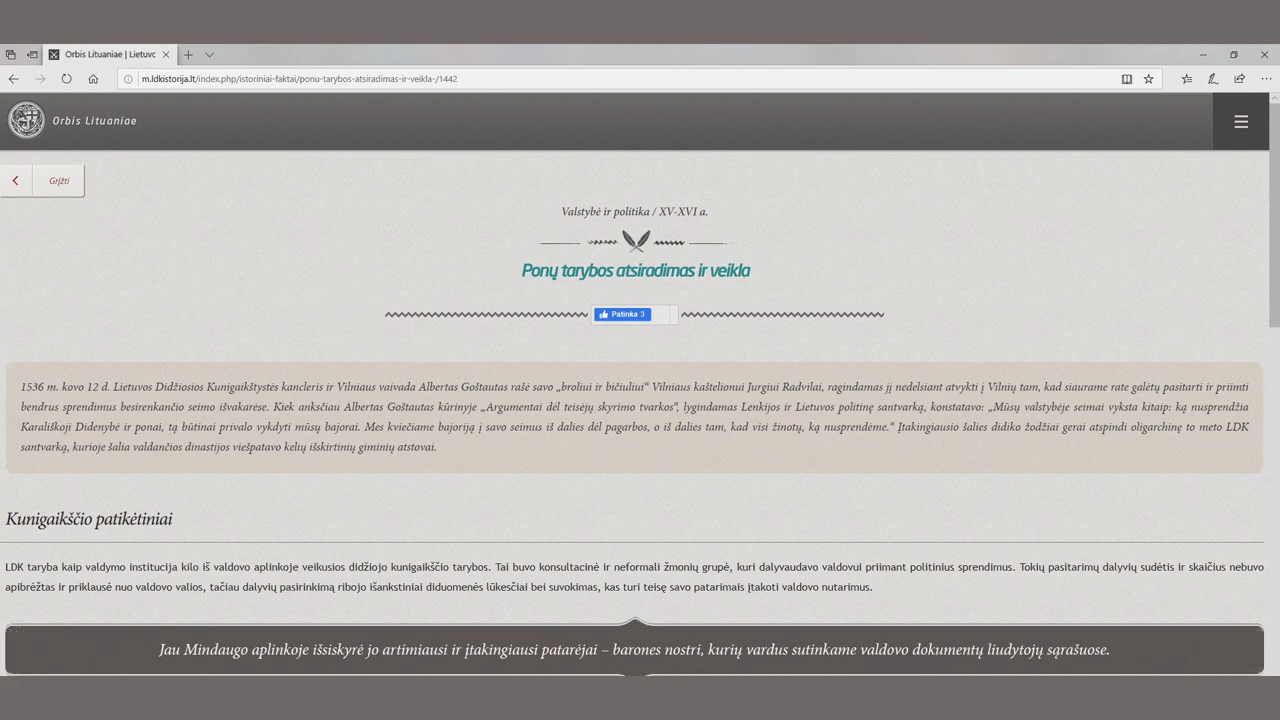 Orbis Lituaniae | Lietuvc
m.ldkistorija.lt/index.php/istoriniai-faktai/ponu-tarybos-atsiradimas-ir-veikla-/1442
Orbis Lituaniae
Grįžti
Valstybė ir politika / XV-XVI a.
Ponų tarybos atsiradimas ir veikla
Patinka 3
1536 m. kovo 12 d. Lietuvos Didžiosios Kunigaikštystės kancleris ir Vilniaus vaivada Albertas Goštautas rašė savo „broliui ir bičiuliui“ Vilniaus kaštelionui Jurgiui Radvilai, ragindamas jį nedelsiant atvykti į Vilnių tam, kad siaurame rate galėtų pasitarti ir priimti
bendrus sprendimus besirenkančio seimo išvakarėse. Kiek anksčiau Albertas Goštautas kūrinyje „Argumentai dėl teisėjų skyrimo tvarkos“, lygindamas Lenkijos ir Lietuvos politinę santvarką, konstatavo: „Mūsų valstybėje seimai vyksta kitaip: ką nusprendžia
Karališkoji Didenybė ir ponai, tą būtinai privalo vykdyti mūsų bajorai. Mes kviečiame bajoriją į savo seimus iš dalies dėl pagarbos, o iš dalies tam, kad visi žinotų, ką nusprendėme.“ Įtakingiausio šalies didiko žodžiai gerai atspindi oligarchinę to meto LDK
santvarką, kurioje šalia valdančios dinastijos viešpatavo kelių išskirtinių giminių atstovai.
Kunigaikščio patikėtiniai
LDK taryba kaip valdymo institucija kilo iš valdovo aplinkoje veikusios didžiojo kunigaikščio tarybos. Tai buvo konsultacinė ir neformali žmonių grupė, kuri dalyvaudavo valdovui priimant politinius sprendimus. Tokių pasitarimų dalyvių sudėtis ir skaičius nebuvo
apibrėžtas ir priklausė nuo valdovo valios, tačiau dalyvių pasirinkimą ribojo išankstiniai diduomenės lūkesčiai bei suvokimas, kas turi teisę savo patarimais įtakoti valdovo nutarimus.
Jau Mindaugo aplinkoje išsiskyrė jo artimiausi ir įtakingiausi patarėjai – barones nostri, kurių vardus sutinkame valdovo dokumentų liudytojų sąrašuose.